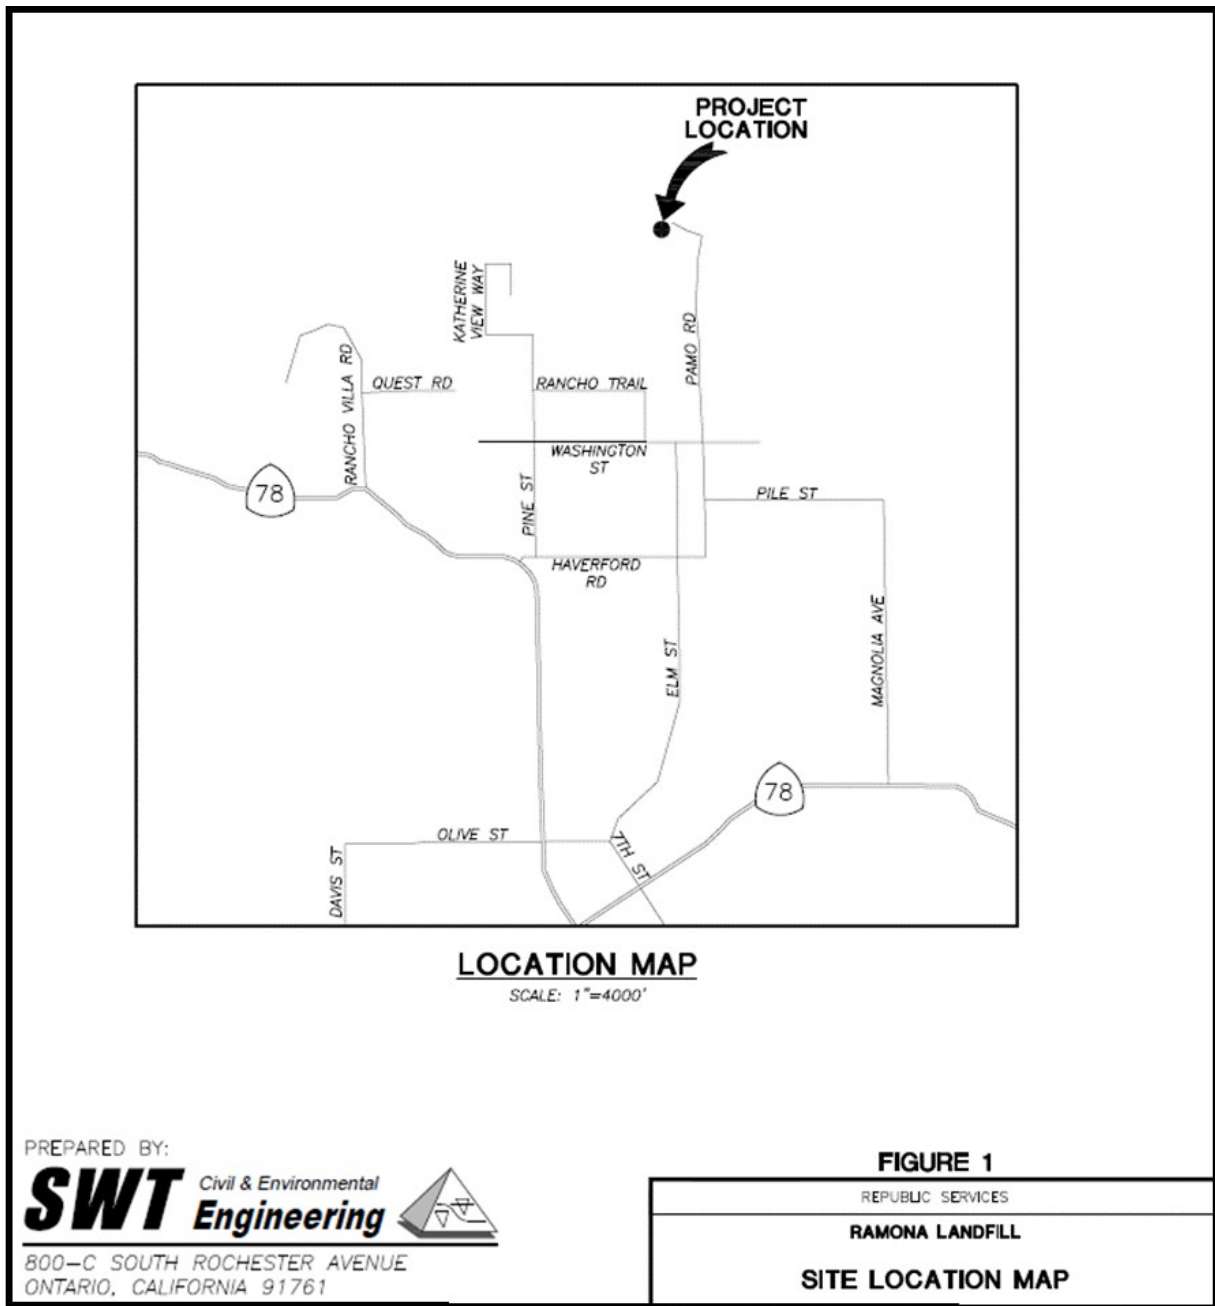 PROJECT
LOCATION
KATHERINE
VIEW WAY
PAMO RD
RANCHO VILLA RD
QUEST RD
RANCHO TRAIL
WASHINGTON
ST
78
PINE ST
PILE ST
HAVERFORD
RD
ELM ST
MAGNOLIA AVE
78
OLIVE ST
7TH ST
DAVIS ST
LOCATION MAP
SCALE: 1"=4000'
PREPARED BY:
SWT Civil & Environmental
Engineering
800-C SOUTH ROCHESTER AVENUE
ONTARIO, CALIFORNIA 91761
FIGURE 1
REPUBLIC SERVICES
RAMONA LANDFILL
SITE LOCATION MAP